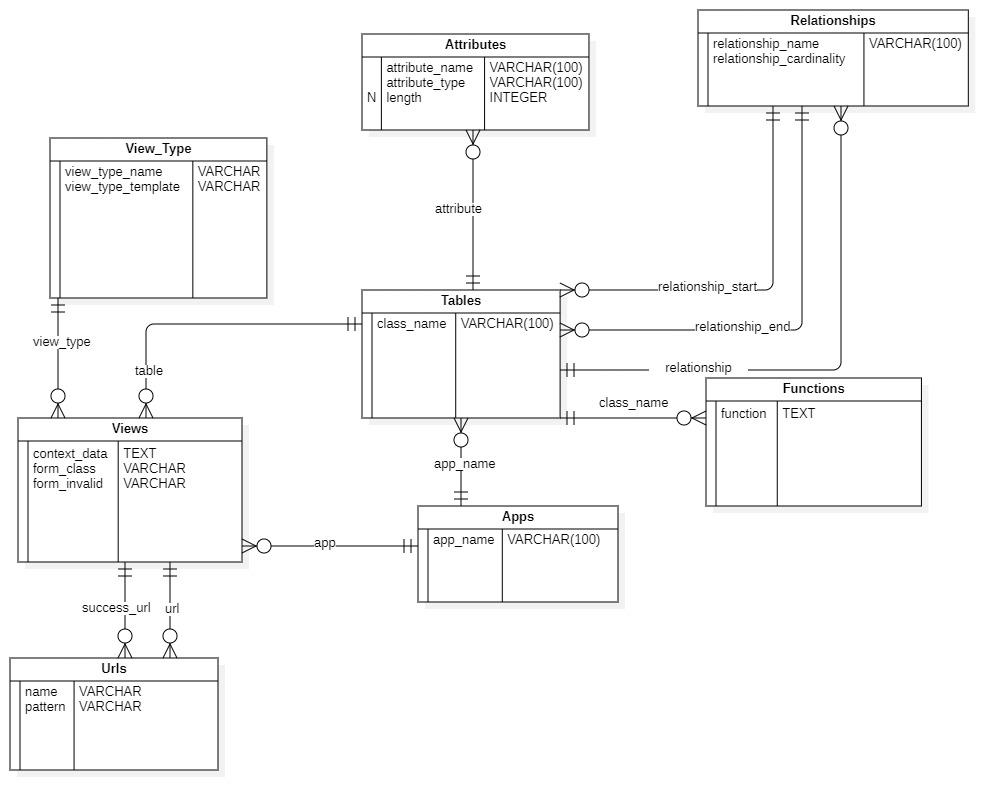 Relationships
relationship_name VARCHAR(100)
relationship_cardinality
Attributes
attribute_name VARCHAR(100)
attribute_type VARCHAR(100)
N length INTEGER
View_Type
view_type_name VARCHAR
view_type_template VARCHAR
attribute
relationship_start
Tables
class_name VARCHAR(100)
relationship_end
view_type
table
relationship
Functions
function TEXT
class_name
Views
context_data TEXT
form_class VARCHAR
form_invalid VARCHAR
app_name
Apps
app_name VARCHAR(100)
app
success_url url
Urls
name VARCHAR
pattern VARCHAR